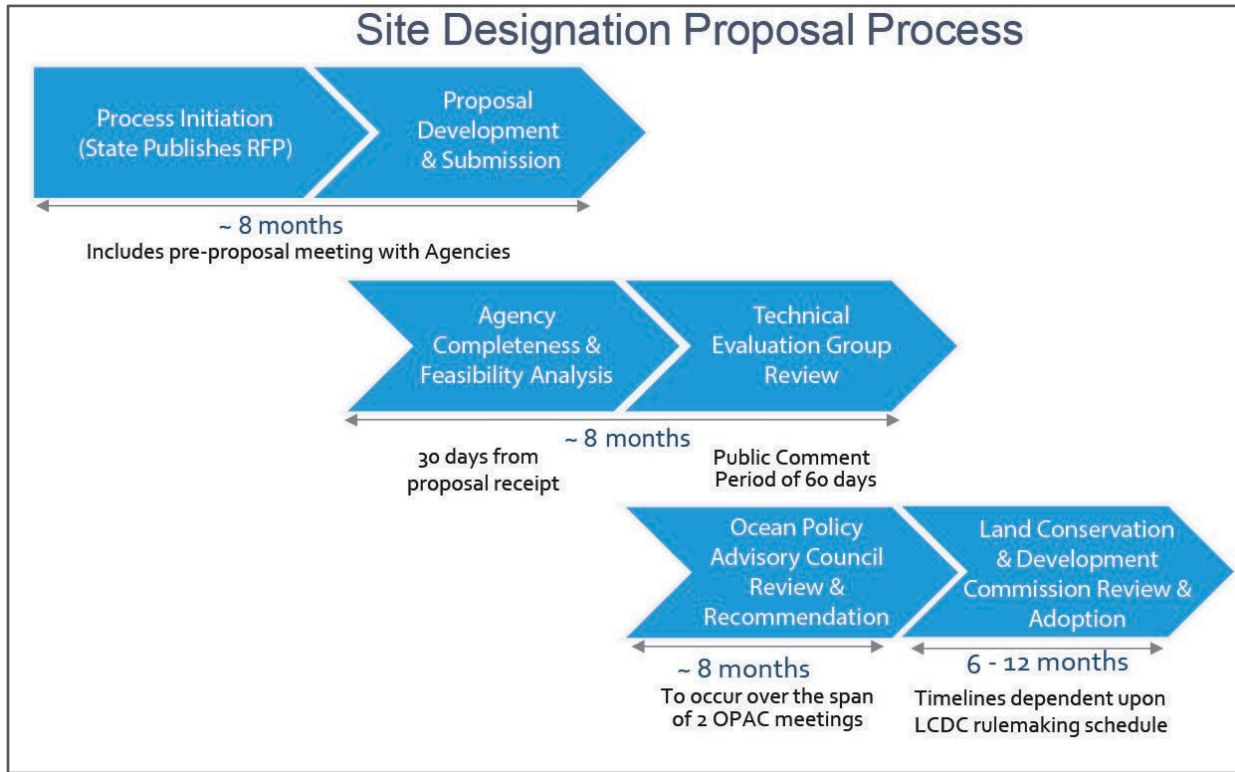 Site Designation Proposal Process
Process Initiation
(State Publishes RFP)
Proposal
Development
& Submission
~ 8 months
Includes pre-proposal meeting with Agencies
Agency
Completeness &
Feasibility Analysis
Technical
Evaluation Group
Review
~ 8 months
30 days from
proposal receipt
Public Comment
Period of 60 days
Ocean Policy
Advisory Council
Review &
Recommendation
Land Conservation
& Development
Commission Review &
Adoption
~ 8 months
To occur over the span
of 2 OPAC meetings
6 - 12 months
Timelines dependent upon
LCDC rulemaking schedule